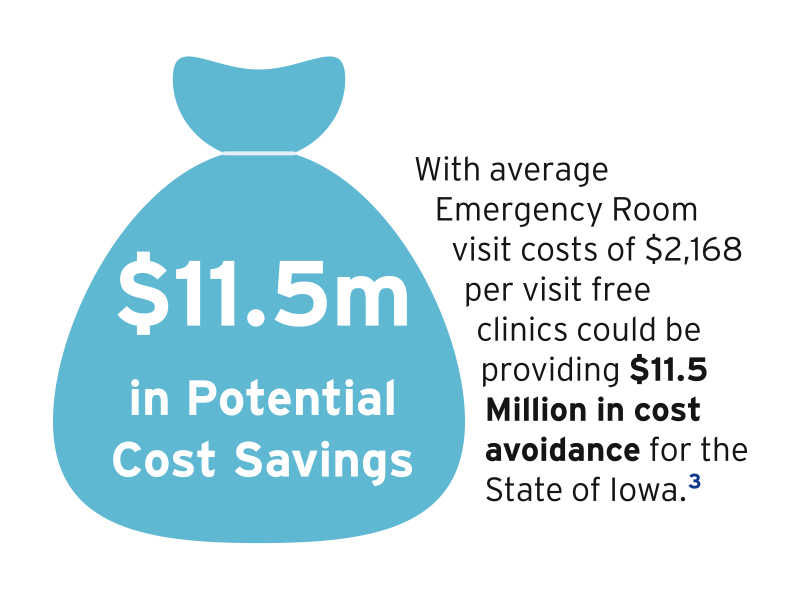 $11.5m
in Potential
Cost Savings
With average
Emergency Room
visit costs of $2,168
per visit free
clinics could be
providing $11.5
Million in cost
avoidance for the
State of Iowa.3